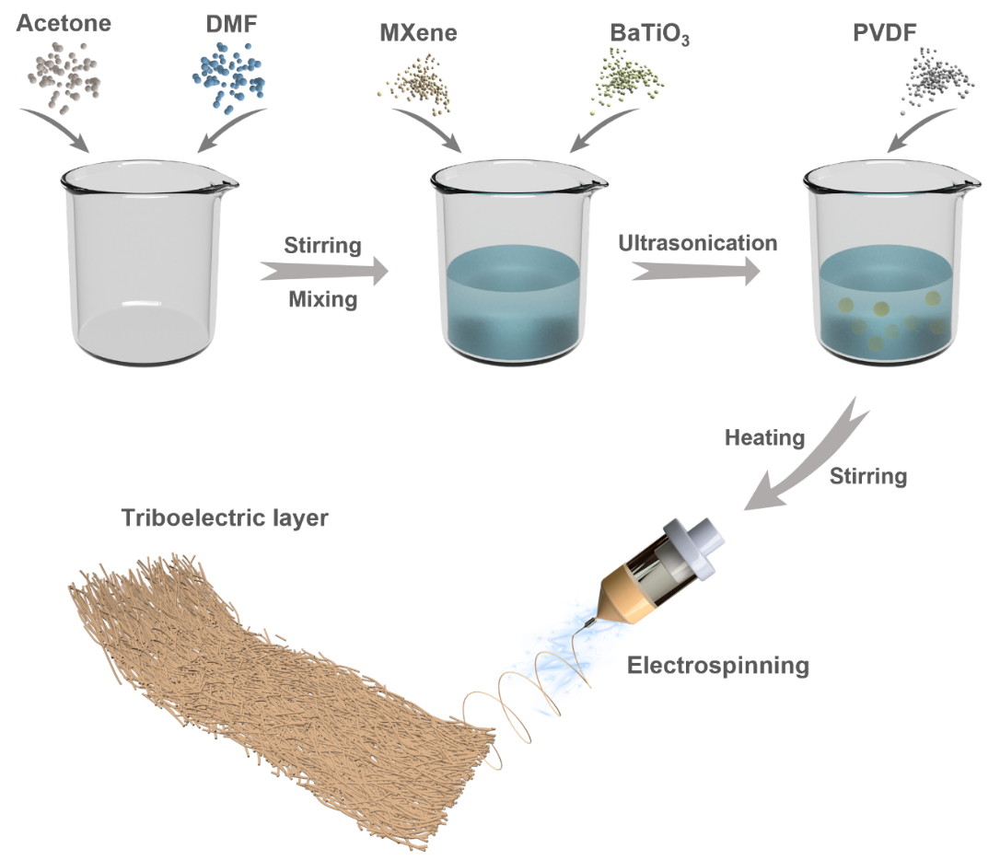 Acetone
DMF
MXene
BaTiO₃
PVDF
Stirring
Mixing
Ultrasonication
Heating
Stirring
Triboelectric layer
Electrospinning